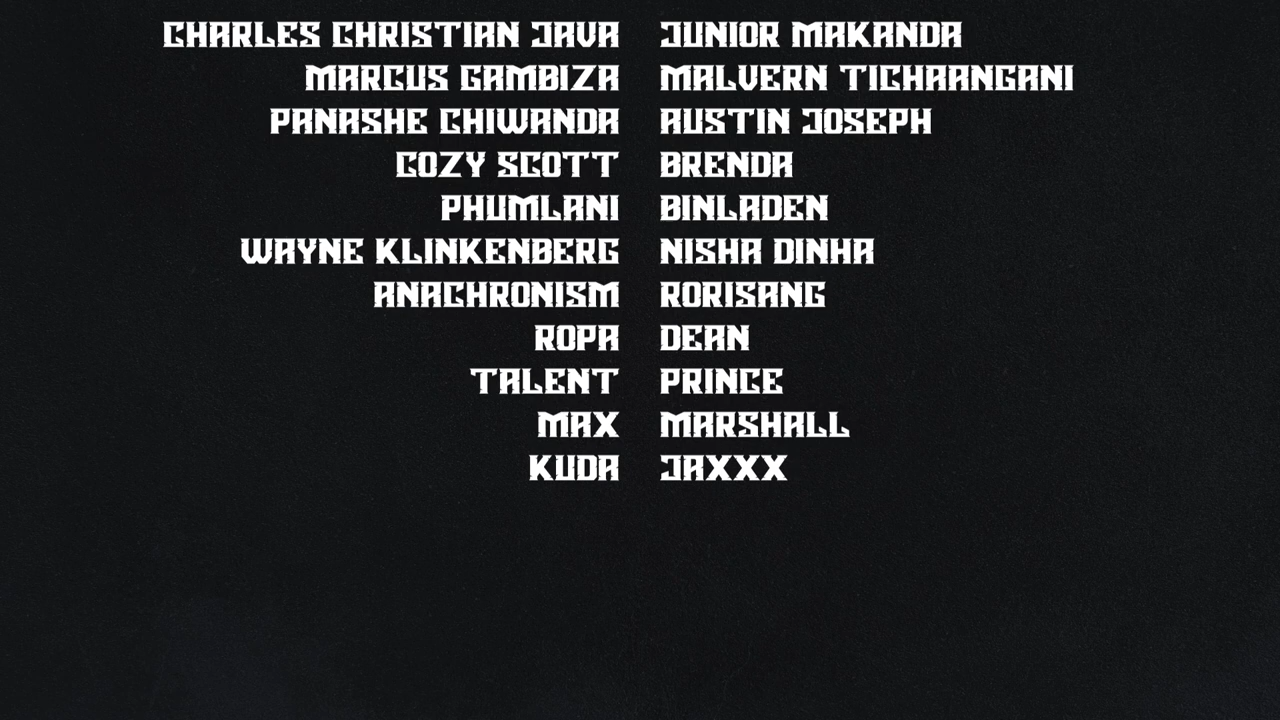 CHARLES CHRISTIAN JAVA JUNIOR MAKANDA
MARCUS GAMBIZA MALVERN TICHAANGANI
PANASHE CHIWANDA AUSTIN JOSEPH
COZY SCOTT BRENDA
PHUMLANI BINLADEN
WAYNE KLINKENBERG NISHA DINHA
ANACHRONISM RORISANG
ROPA DEAN
TALENT PRINCE
MAX MARSHALL
KUDA JAXXX